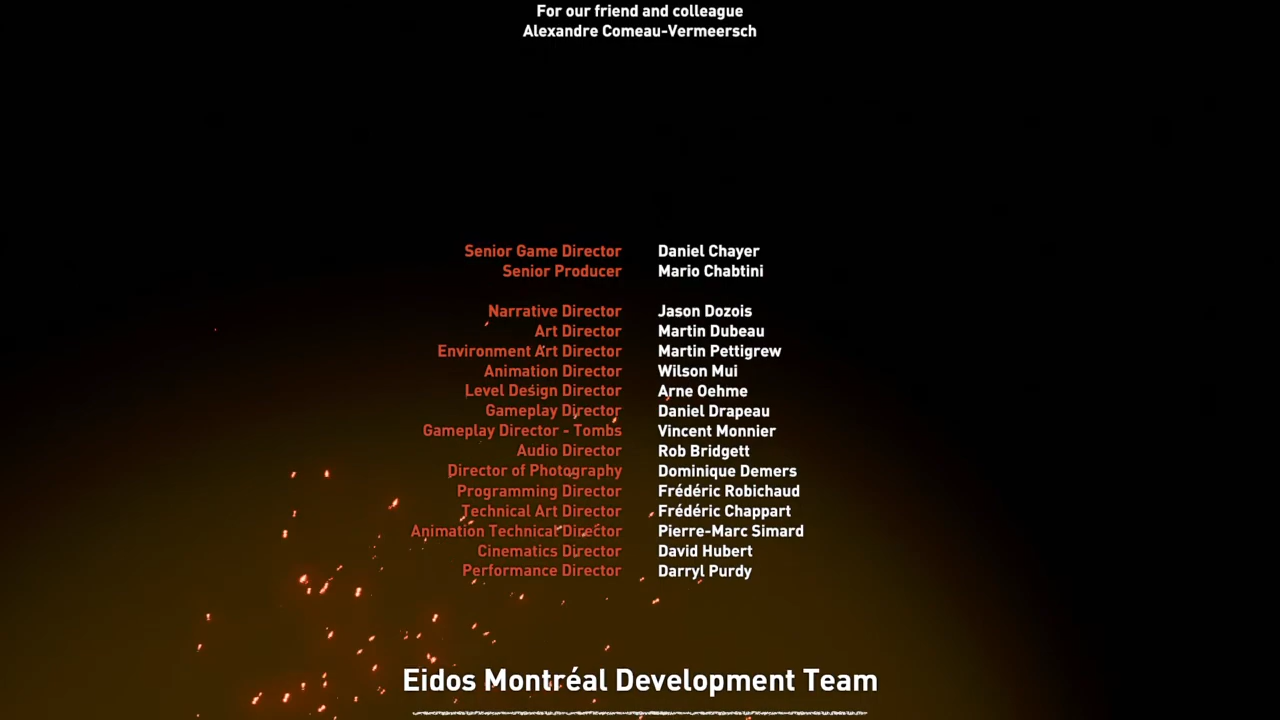 For our friend and colleague
Alexandre Comeau-Vermeersch
Senior Game Director Daniel Chayer
Senior Producer Mario Chabtini
Narrative Director Jason Dozois
Art Director Martin Dubeau
Environment Art Director Martin Pettigrew
Animation Director Wilson Mui
Level Design Director Arne Oehme
Gameplay Director Daniel Drapeau
Gameplay Director - Tombs Vincent Monnier
Audio Director Rob Bridgett
Director of Photography Dominique Demers
Programming Director Frédéric Robichaud
Technical Art Director Frédéric Chappart
Animation Technical Director Pierre-Marc Simard
Cinematics Director David Hubert
Performance Director Darryl Purdy
Eidos Montréal Development Team